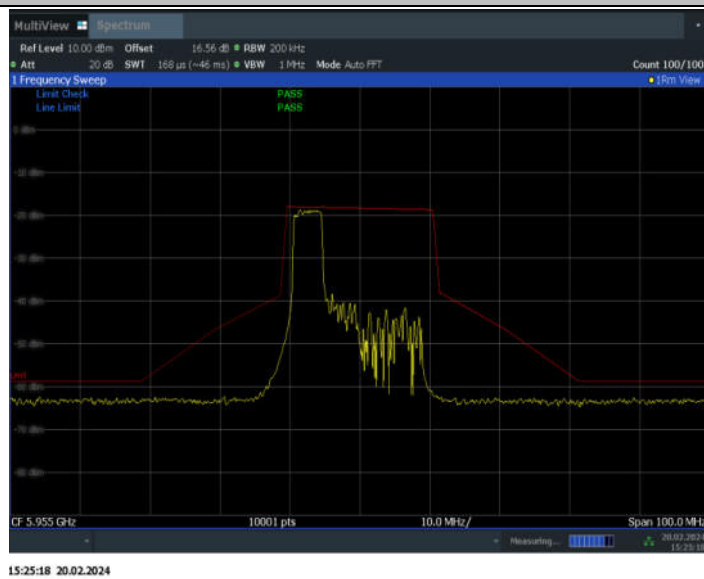 MultiView Spectrum
Ref Level 10.00 dBm Offset 16.56 dB RBW 200 kHz
Att 20 dB SWT 168 µs (~46 ms) VBW 1 MHz Mode Auto FFT Count 100/100
1 Frequency Sweep 1Rm View
Limit Check PASS
Line Limit PASS
0 dBm
-10 dBm
-20 dBm
-30 dBm
-40 dBm
-50 dBm
-60 dBm
-70 dBm
-80 dBm
CF 5.955 GHz 10001 pts 10.0 MHz/ Span 100.0 MHz
Measuring... 20.02.2024
15:25:18
15:25:18 20.02.2024